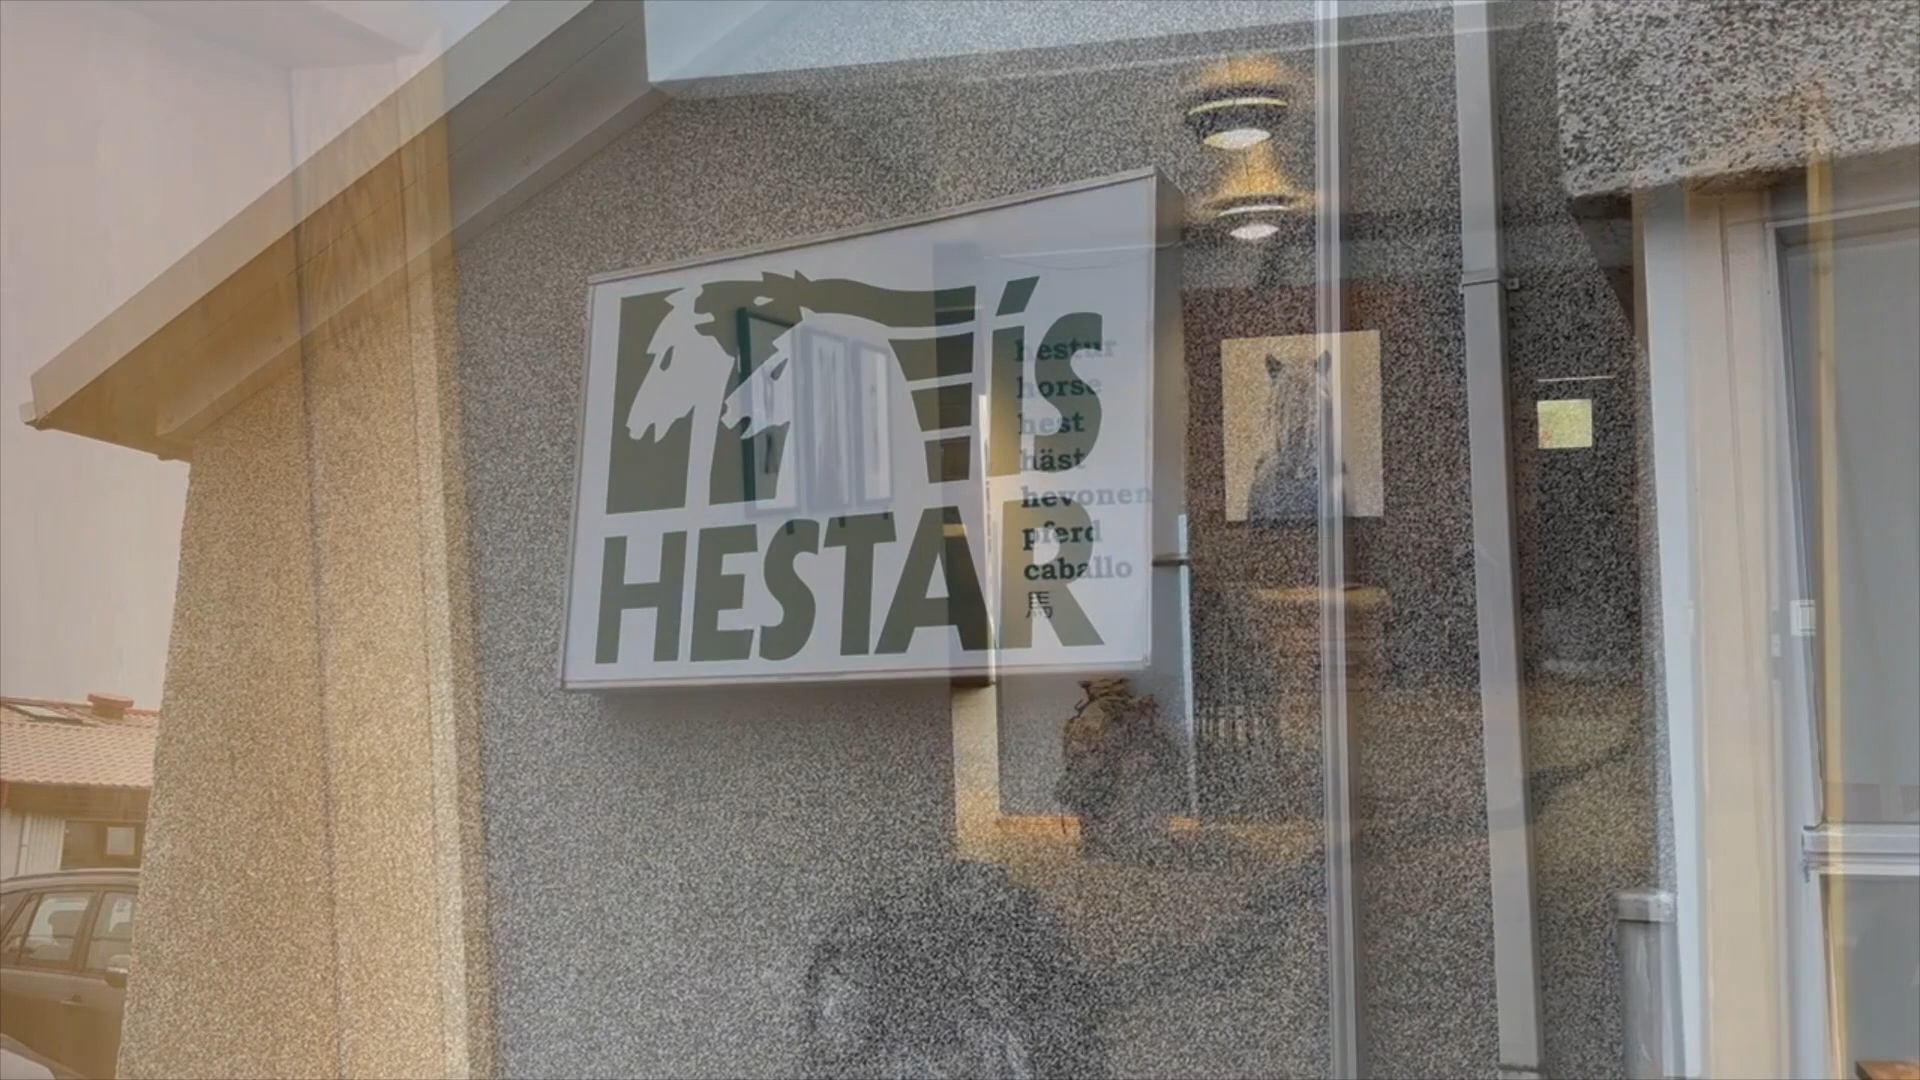 ÍS
HESTAR
hestur
horse
hest
häst
hevonen
pferd
caballo
馬